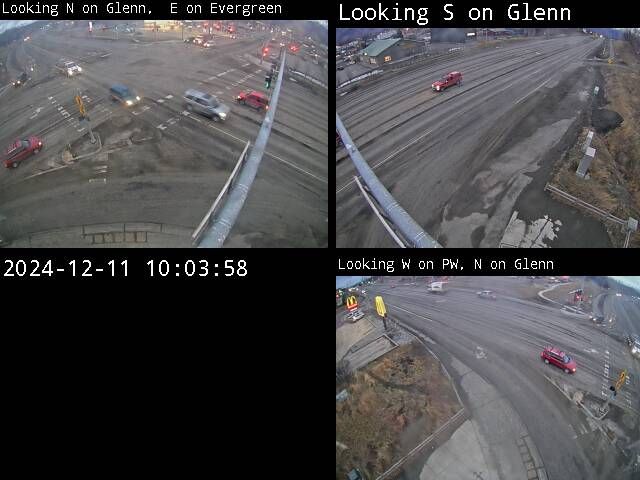 Looking N on Glenn, E on Evergreen
Looking S on Glenn
2024-12-11 10:03:58
Looking W on PW, N on Glenn